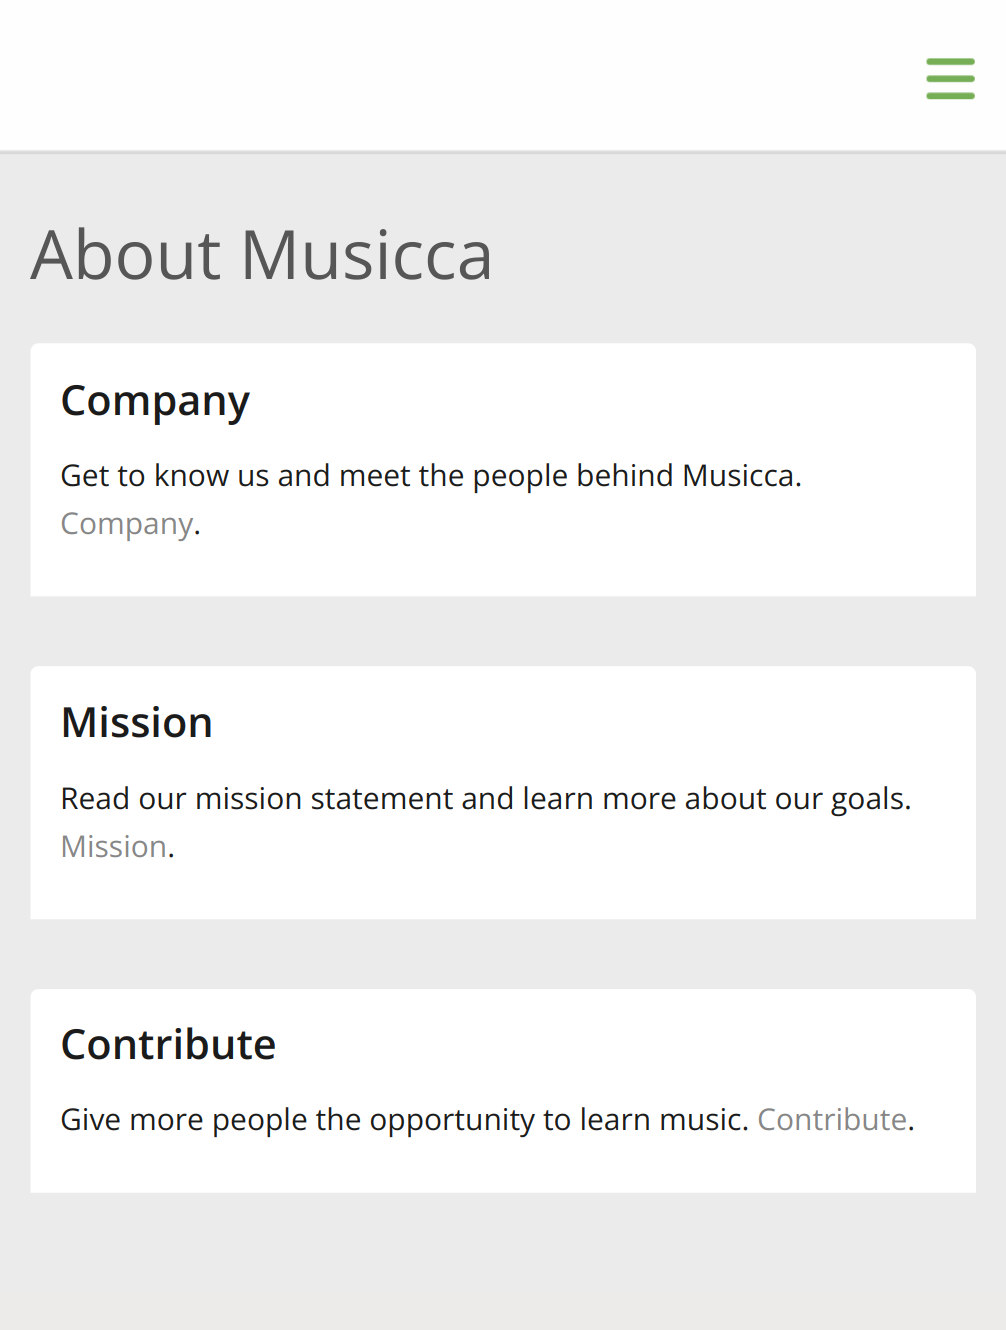 About Musicca
Company
Get to know us and meet the people behind Musicca.
Company.
Mission
Read our mission statement and learn more about our goals.
Mission.
Contribute
Give more people the opportunity to learn music. Contribute.